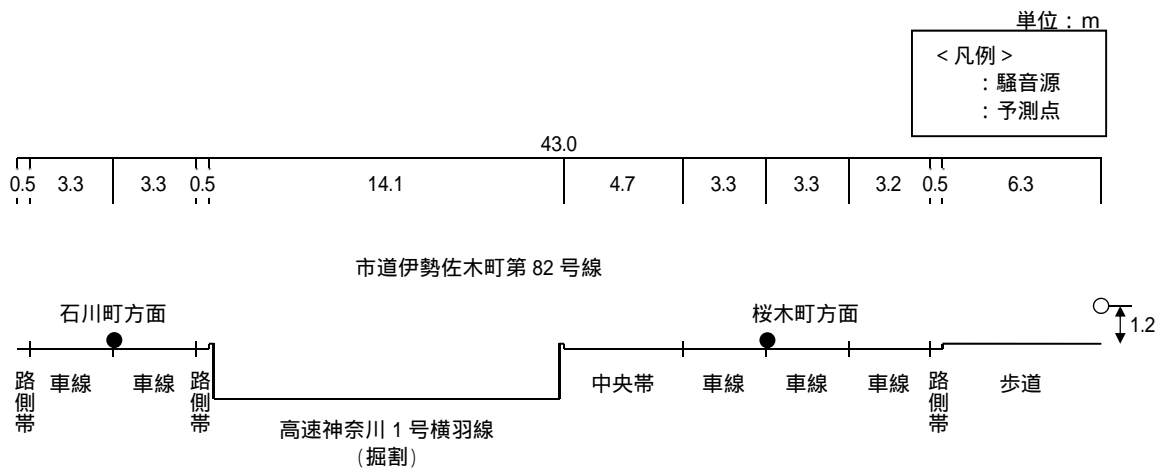 単位：m
<凡例>
：騒音源
：予測点
43.0
0.5 3.3 3.3 0.5 14.1 4.7 3.3 3.3 3.2 0.5 6.3
市道伊勢佐木町第 82 号線
石川町方面
桜木町方面
1.2
路側帯 車線 車線 路側帯 中央帯 車線 車線 車線 路側帯 歩道
高速神奈川 1 号横羽線
(掘割)